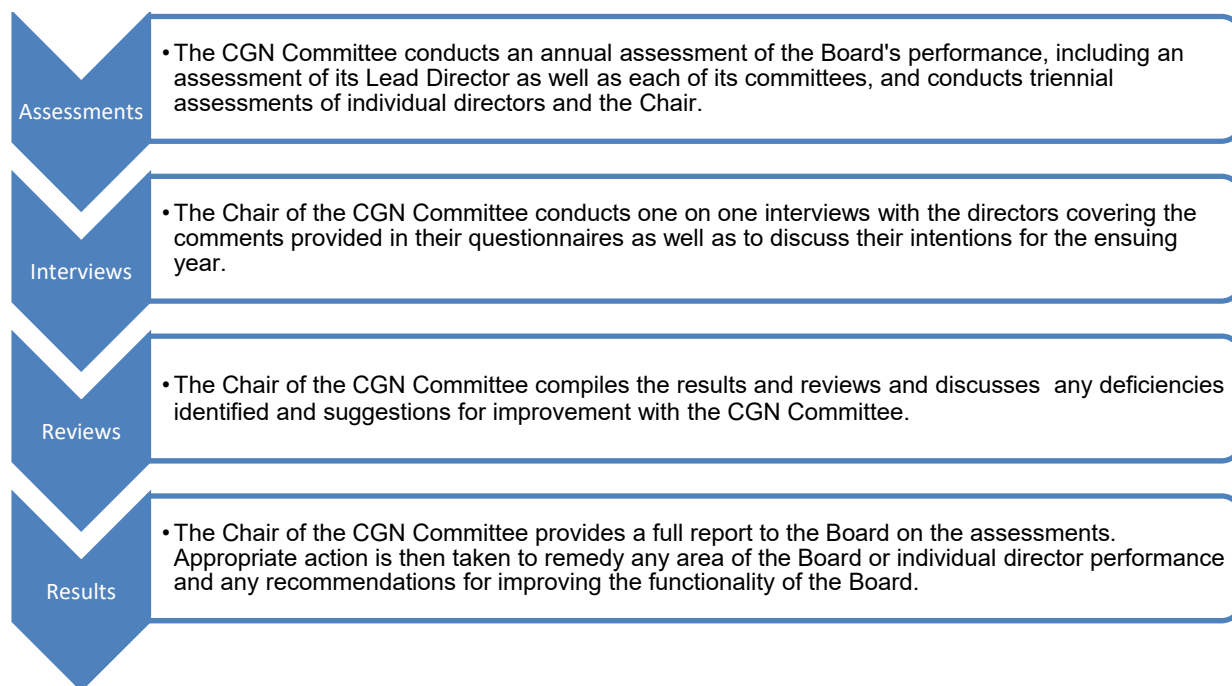 Assessments
• The CGN Committee conducts an annual assessment of the Board's performance, including an
assessment of its Lead Director as well as each of its committees, and conducts triennial
assessments of individual directors and the Chair.
Interviews
• The Chair of the CGN Committee conducts one on one interviews with the directors covering the
comments provided in their questionnaires as well as to discuss their intentions for the ensuing
year.
Reviews
• The Chair of the CGN Committee compiles the results and reviews and discusses  any deficiencies
identified and suggestions for improvement with the CGN Committee.
Results
• The Chair of the CGN Committee provides a full report to the Board on the assessments.
Appropriate action is then taken to remedy any area of the Board or individual director performance
and any recommendations for improving the functionality of the Board.